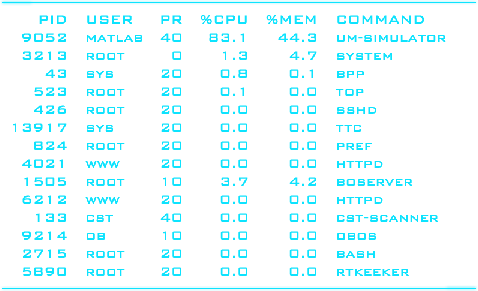 PID USER PR %CPU %MEM COMMAND
9052 MATLAB 40 83.1 44.3 UM-SIMULATOR
3213 ROOT 0 1.3 4.7 SYSTEM
43 SYS 20 0.8 0.1 BPP
523 ROOT 20 0.1 0.0 TOP
426 ROOT 20 0.0 0.0 SSHD
13917 SYS 20 0.0 0.0 TTC
824 ROOT 20 0.0 0.0 PREF
4021 WWW 20 0.0 0.0 HTTPD
1505 ROOT 10 3.7 4.2 BOSERVER
6212 WWW 20 0.0 0.0 HTTPD
133 CST 40 0.0 0.0 CST-SCANNER
9214 DB 10 0.0 0.0 DBOS
2715 ROOT 20 0.0 0.0 BASH
5890 ROOT 20 0.0 0.0 RTKEEKER